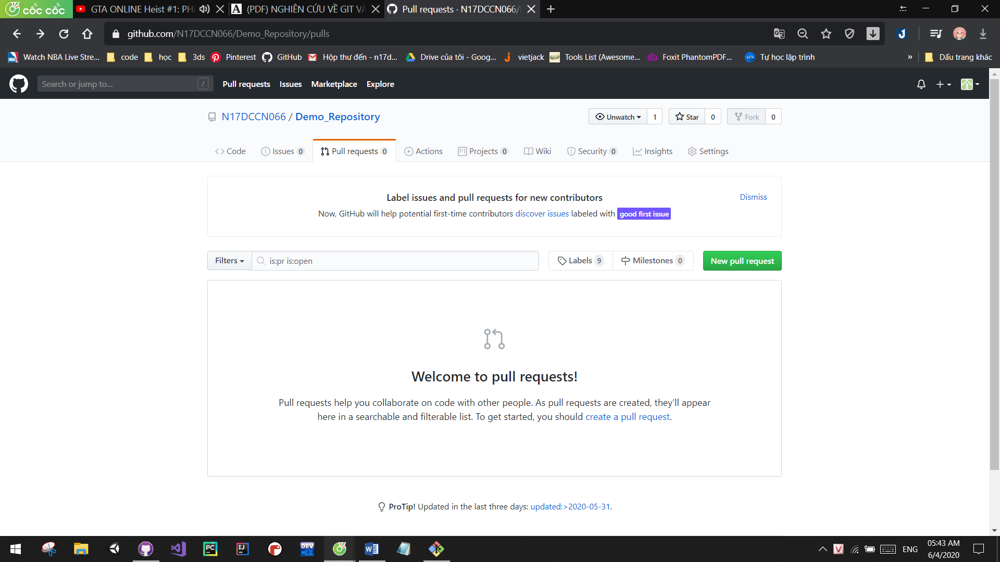 cốc cốc
GTA ONLINE Heist #1: PH
(PDF) NGHIÊN CỨU VỀ GIT VÀ
Pull requests · N17DCCN066/
github.com/N17DCCN066/Demo_Repository/pulls
Watch NBA Live Stre... code học 3ds Pinterest GitHub Hộp thư đến - n17d... Drive của tôi - Goog... vietjack Tools List (Awesome... Foxit PhantomPDF... Tự học lập trình » Dấu trang khác
Search or jump to... / Pull requests Issues Marketplace Explore
N17DCCN066 / Demo_Repository Unwatch 1 Star 0 Fork 0
Code Issues 0 Pull requests 0 Actions Projects 0 Wiki Security 0 Insights Settings
Label issues and pull requests for new contributors
Dismiss
Now, GitHub will help potential first-time contributors discover issues labeled with good first issue
Filters is:pr is:open Labels 9 Milestones 0 New pull request
Welcome to pull requests!
Pull requests help you collaborate on code with other people. As pull requests are created, they’ll appear
here in a searchable and filterable list. To get started, you should create a pull request.
ProTip! Updated in the last three days: updated:>2020-05-31.
PC IJ DEV ENG 05:43 AM
6/4/2020